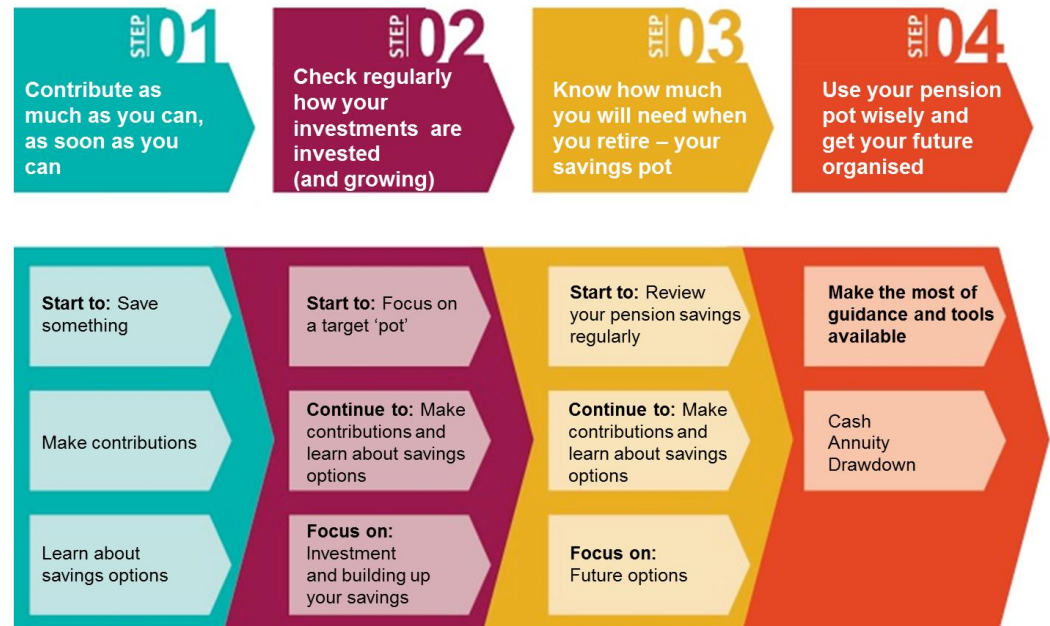 STEP 01
Contribute as
much as you can,
as soon as you
can
STEP 02
Check regularly
how your
investments are
invested
(and growing)
STEP 03
Know how much
you will need when
you retire – your
savings pot
STEP 04
Use your pension
pot wisely and
get your future
organised
Start to: Save
something
Make contributions
Learn about
savings options
Start to: Focus on
a target ‘pot’
Continue to: Make
contributions and
learn about savings
options
Focus on:
Investment
and building up
your savings
Start to: Review
your pension savings
regularly
Continue to: Make
contributions and
learn about savings
options
Focus on:
Future options
Make the most of
guidance and tools
available
Cash
Annuity
Drawdown